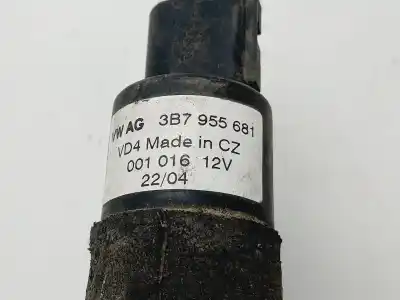 VW AG 3B7 955 681
VD4 Made in CZ
001 016 12V
22/04